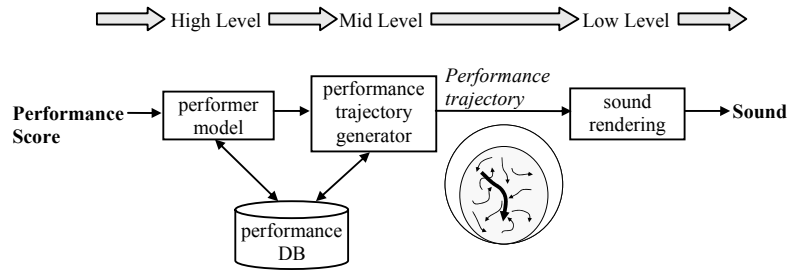 High Level
Mid Level
Low Level
Performance
Score
performer
model
performance
trajectory
generator
Performance
trajectory
sound
rendering
Sound
performance
DB